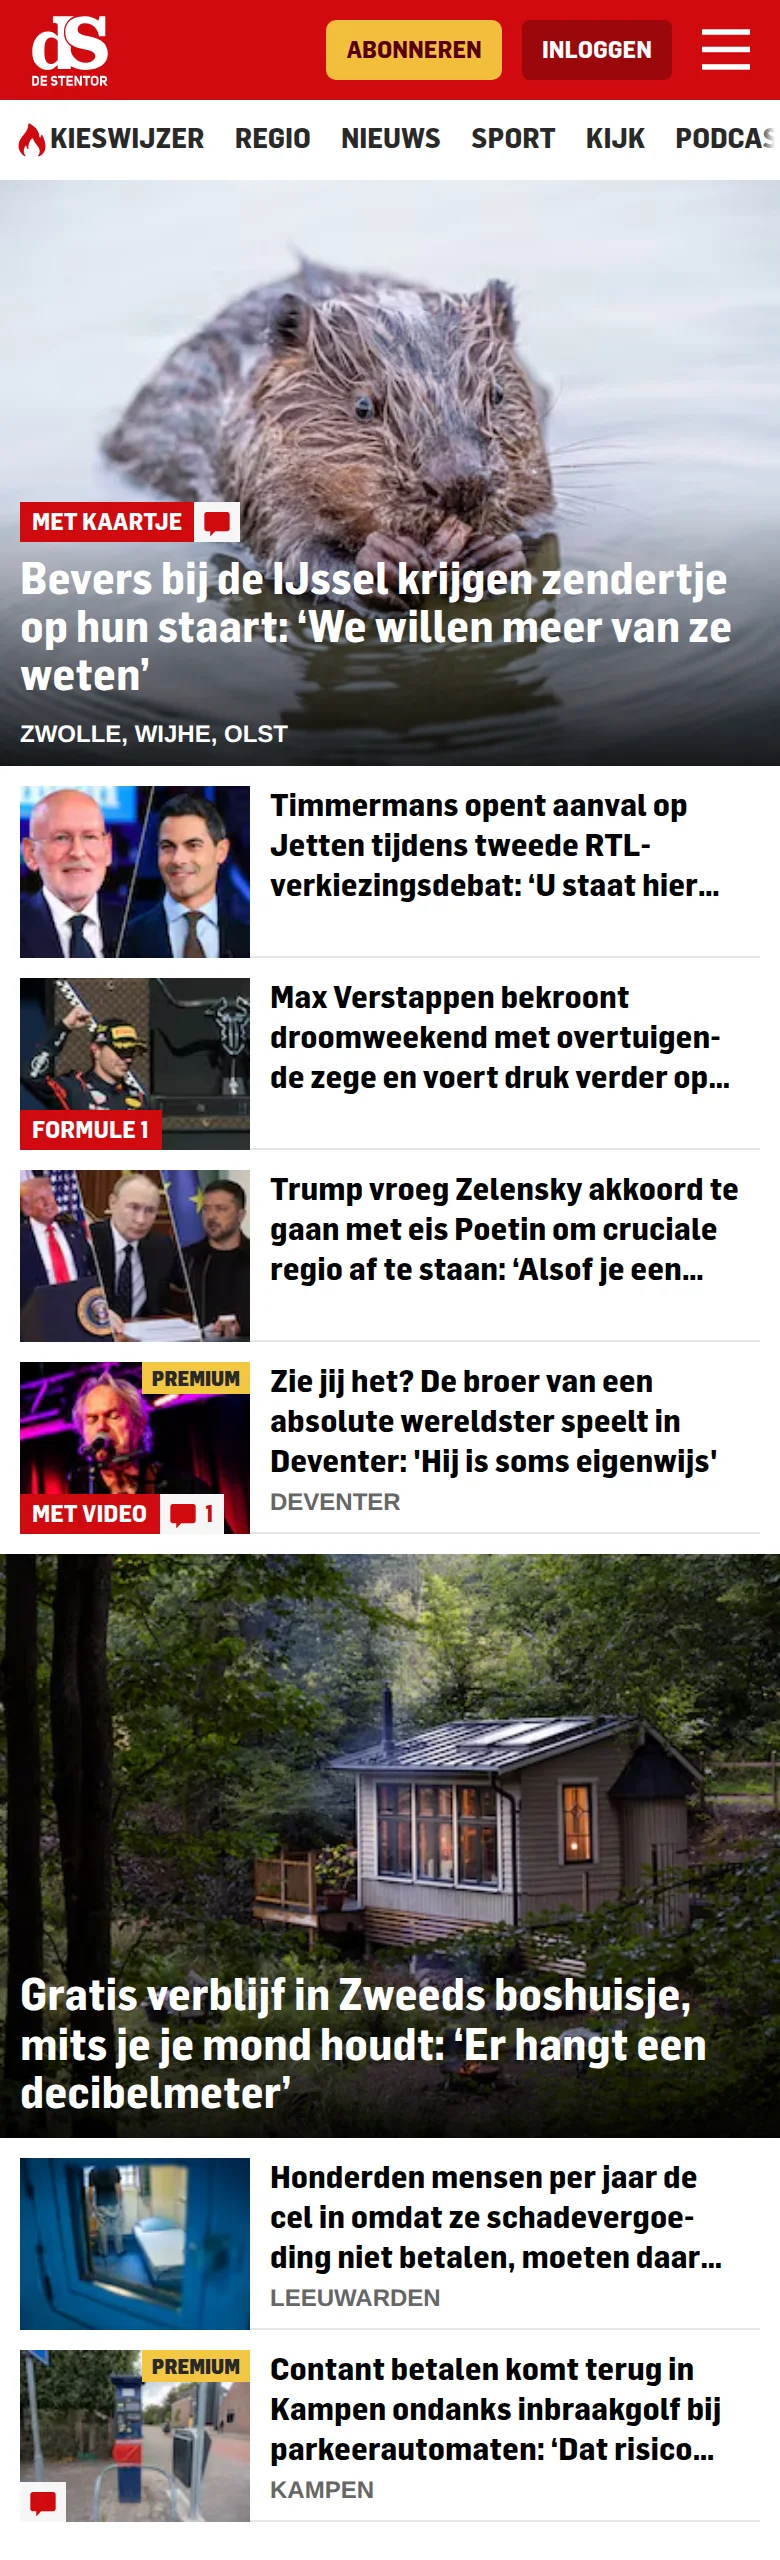 dS
DE STENTOR
ABONNEREN
INLOGGEN
KIESWIJZER REGIO NIEUWS SPORT KIJK PODCAS
MET KAARTJE
Bevers bij de IJssel krijgen zendertje
op hun staart: ‘We willen meer van ze
weten’
ZWOLLE, WIJHE, OLST
Timmermans opent aanval op
Jetten tijdens tweede RTL-
verkiezingsdebat: ‘U staat hier...
FORMULE 1
Max Verstappen bekroont
droomweekend met overtuigen-
de zege en voert druk verder op...
Trump vroeg Zelensky akkoord te
gaan met eis Poetin om cruciale
regio af te staan: ‘Alsof je een...
PREMIUM
MET VIDEO
1
Zie jij het? De broer van een
absolute wereldster speelt in
Deventer: 'Hij is soms eigenwijs'
DEVENTER
Gratis verblijf in Zweeds boshuisje,
mits je je mond houdt: ‘Er hangt een
decibelmeter’
Honderden mensen per jaar de
cel in omdat ze schadevergoe-
ding niet betalen, moeten daar...
LEEUWARDEN
PREMIUM
Contant betalen komt terug in
Kampen ondanks inbraakgolf bij
parkeerautomaten: ‘Dat risico...
KAMPEN